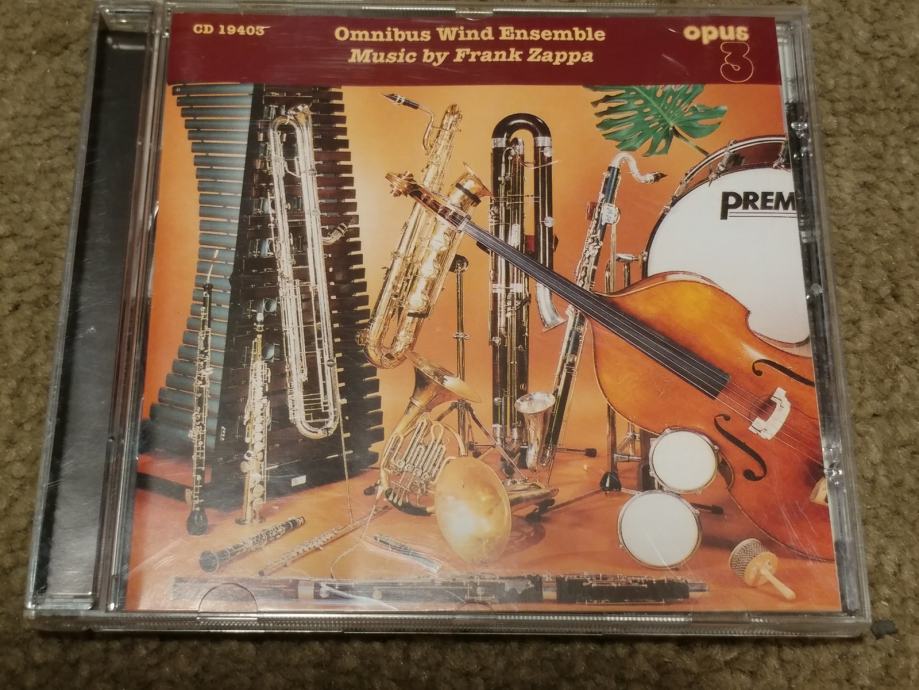 CD 19403
Omnibus Wind Ensemble
Music by Frank Zappa
opus
3
PREM